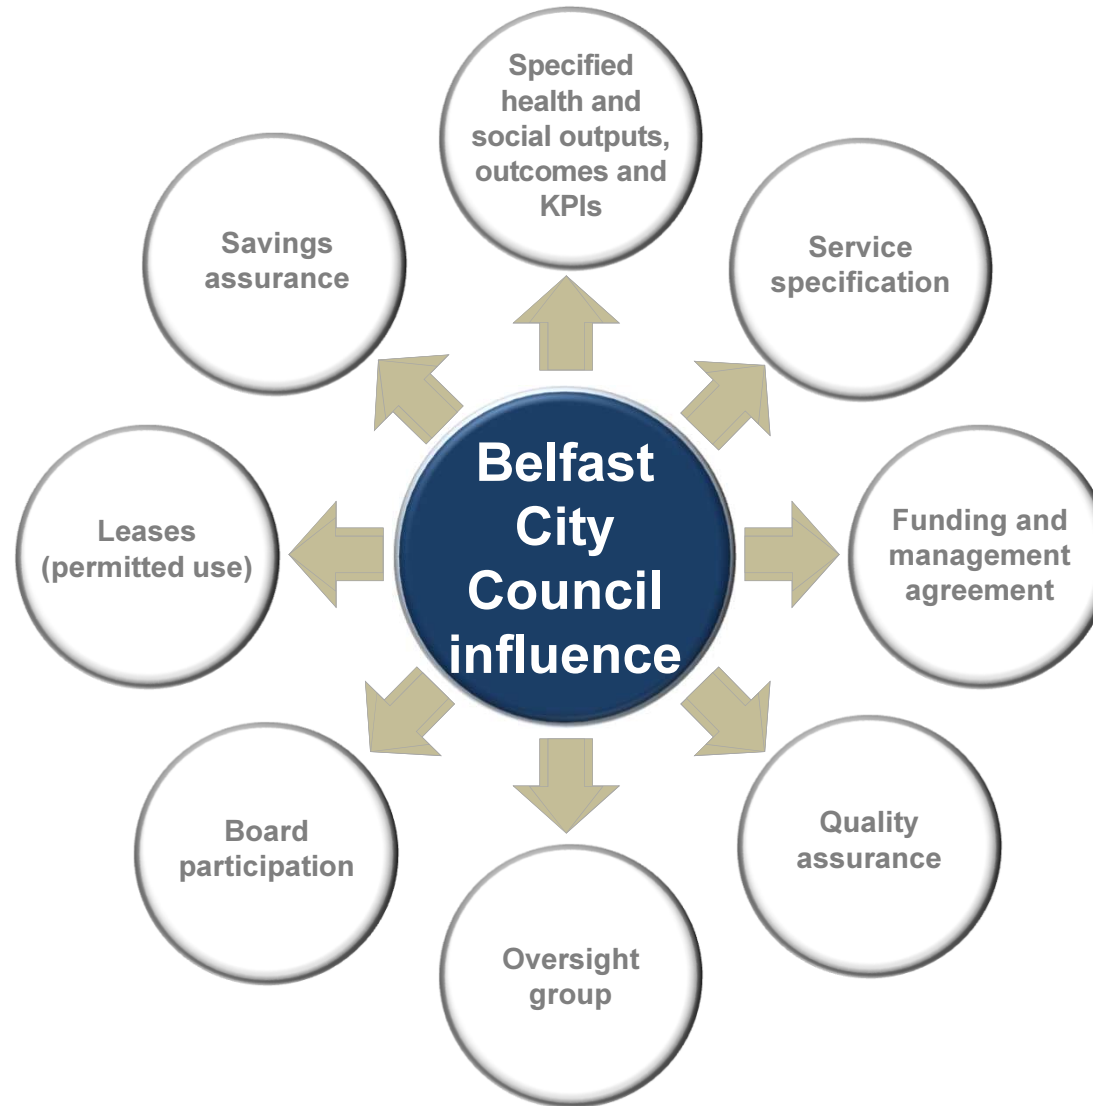 Specified
health and
social outputs,
outcomes and
KPIs
Service
specification
Funding and
management
agreement
Quality
assurance
Oversight
group
Board
participation
Leases
(permitted use)
Savings
assurance
Belfast
City
Council
influence